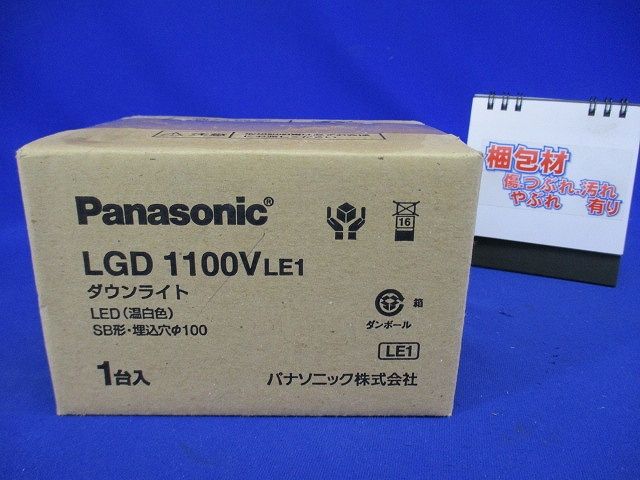 Panasonic®
LGD 1100V LE1
ダウンライト
LED(温白色)
SB形・埋込穴Φ100
1台入
16
箱
ダンボール
LE1
パナソニック株式会社
注意
梱包材
傷、つぶれ、汚れ
やぶれ 有り